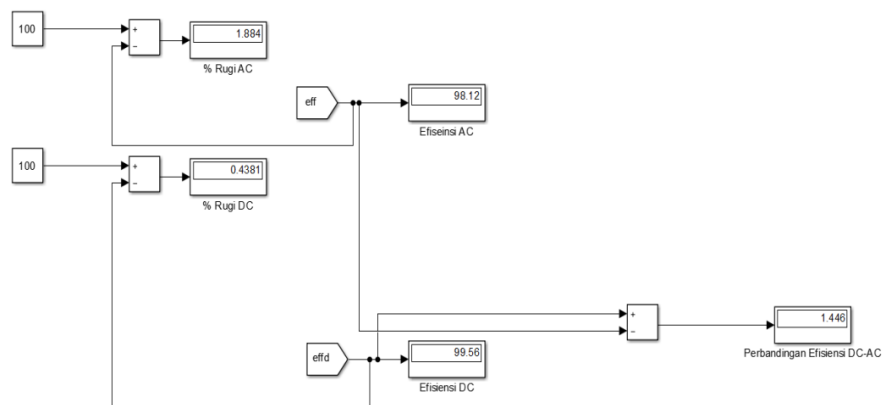 100
+
−
1.884
% Rugi AC
eff
98.12
Efiseinsi AC
100
+
−
0.4381
% Rugi DC
+
−
1.446
Perbandingan Efisiensi DC-AC
effd
99.56
Efisiensi DC